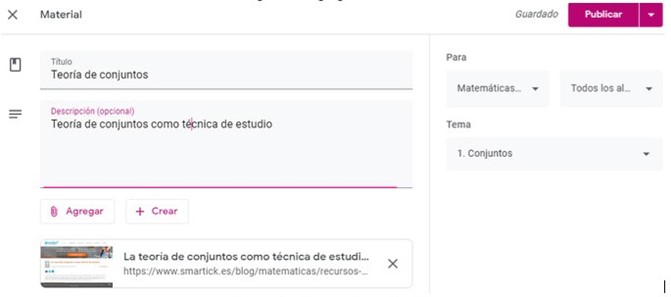 Material
Guardado
Publicar
Título
Teoría de conjuntos
Descripción (opcional)
Teoría de conjuntos como técnica de estudio
Agregar
+ Crear
La teoría de conjuntos como técnica de estudi...
https://www.smartick.es/blog/matematicas/recursos-...
Para
Matemáticas...
Todos los al...
Tema
1. Conjuntos